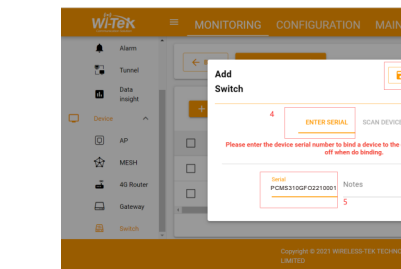 Wi-Tek
MONITORING CONFIGURATION MAIN
Alarm
Tunnel
Data
insight
Device
AP
MESH
4G Router
Gateway
Switch
Add
Switch
4
ENTER SERIAL SCAN DEVICE
Please enter the device serial number to bind a device to the
off when do binding.
Serial
PCMS310GFO2210001
Notes
5
Copyright © 2021 WIRELESS-TEK TECHN
LIMITED